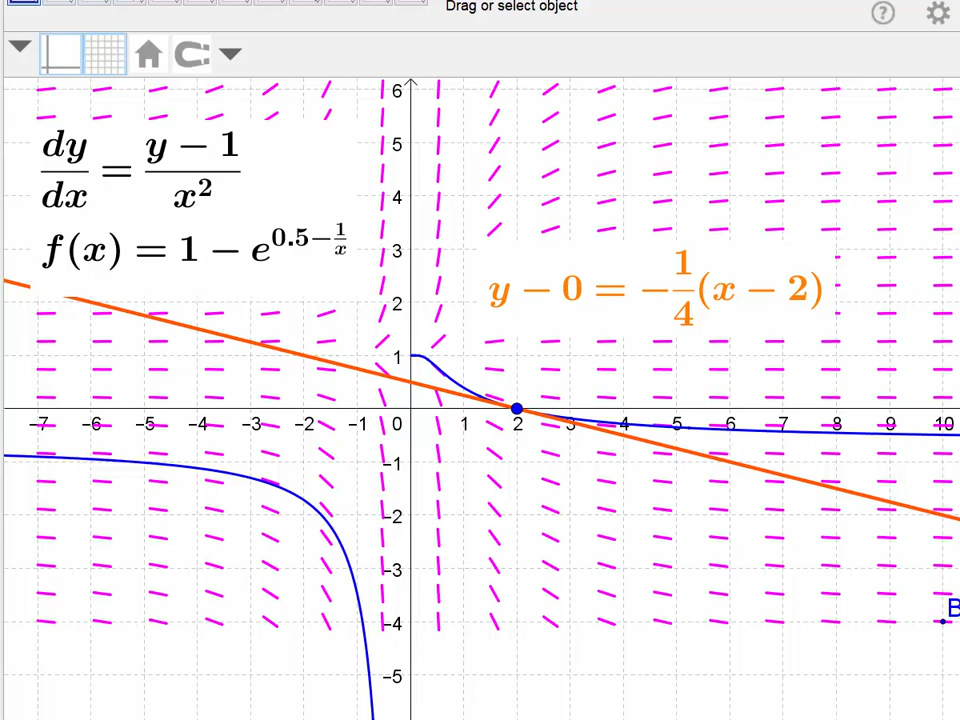 Drag or select object
?
dy/dx = (y − 1)/x²
f(x) = 1 − e^(0.5 − 1/x)
y − 0 = −1/4(x − 2)
6
5
4
3
2
1
−7 −6 −5 −4 −3 −2 −1 0 1 2 3 4 5 6 7 8 9 10
−1
−2
−3
−4
−5
B